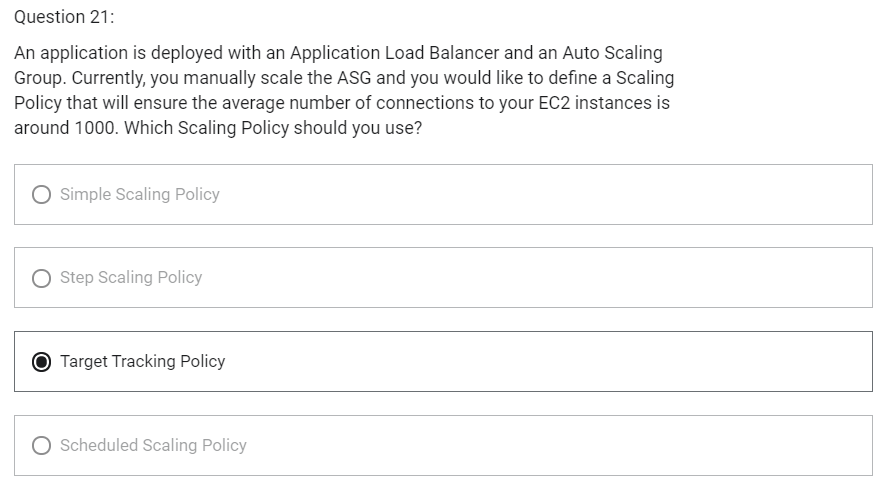 Question 21:
An application is deployed with an Application Load Balancer and an Auto Scaling
Group. Currently, you manually scale the ASG and you would like to define a Scaling
Policy that will ensure the average number of connections to your EC2 instances is
around 1000. Which Scaling Policy should you use?
Simple Scaling Policy
Step Scaling Policy
Target Tracking Policy
Scheduled Scaling Policy